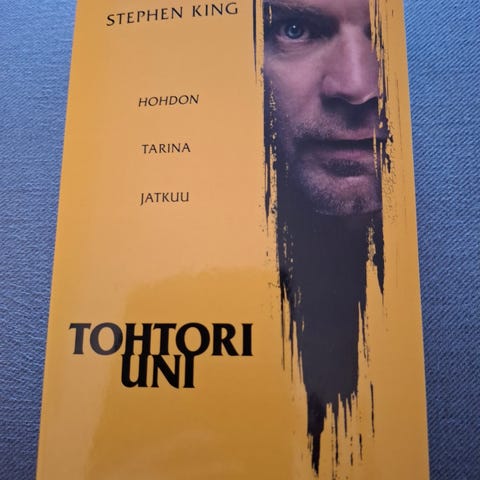 STEPHEN KING
HOHDON
TARINA
JATKUU
TOHTORI
UNI